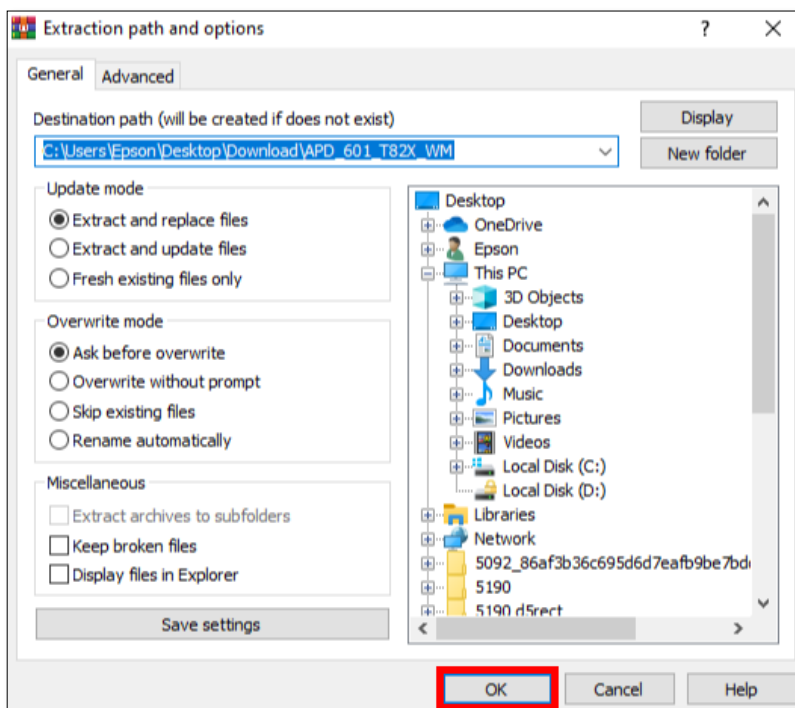 Extraction path and options
? 
General
Advanced
Destination path (will be created if does not exist)
Display
C:\Users\Epson\Desktop\Download\APD_601_T82X_WM
New folder
Update mode
Extract and replace files
Extract and update files
Fresh existing files only
Overwrite mode
Ask before overwrite
Overwrite without prompt
Skip existing files
Rename automatically
Miscellaneous
Extract archives to subfolders
Keep broken files
Display files in Explorer
Save settings
Desktop
OneDrive
Epson
This PC
3D Objects
Desktop
Documents
Downloads
Music
Pictures
Videos
Local Disk (C:)
Local Disk (D:)
Libraries
Network
5092_86af3b36c695d6d7eafb9be7bd
5190
5190 d5rect
OK
Cancel
Help